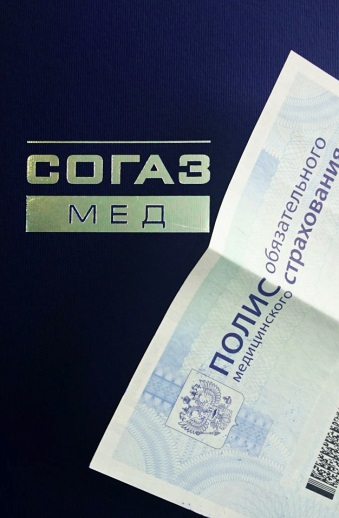 СОГАЗ
МЕД
ПОЛИС обязательного
медицинского страхования